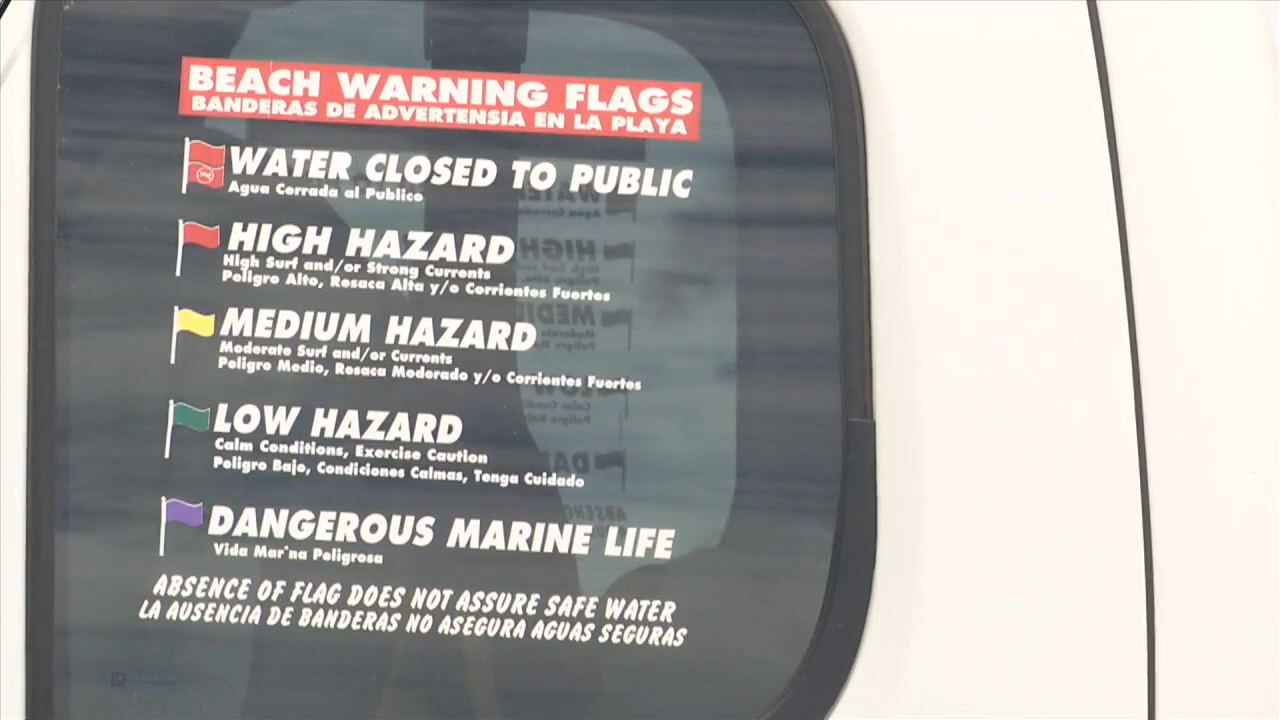 BEACH WARNING FLAGS
BANDERAS DE ADVERTENSIA EN LA PLAYA
WATER CLOSED TO PUBLIC
Agua Cerrada al Publico
HIGH HAZARD
High Surf and/or Strong Currents
Peligro Alto, Resaca Alta y/o Corrientes Fuertes
MEDIUM HAZARD
Moderate Surf and/or Currents
Peligro Medio, Resaca Moderado y/o Corrientes Fuertes
LOW HAZARD
Calm Conditions, Exercise Caution
Peligro Bajo, Condiciones Calmas, Tenga Cuidado
DANGEROUS MARINE LIFE
Vida Mar'na Peligrosa
ABSENCE OF FLAG DOES NOT ASSURE SAFE WATER
LA AUSENCIA DE BANDERAS NO ASEGURA AGUAS SEGURAS